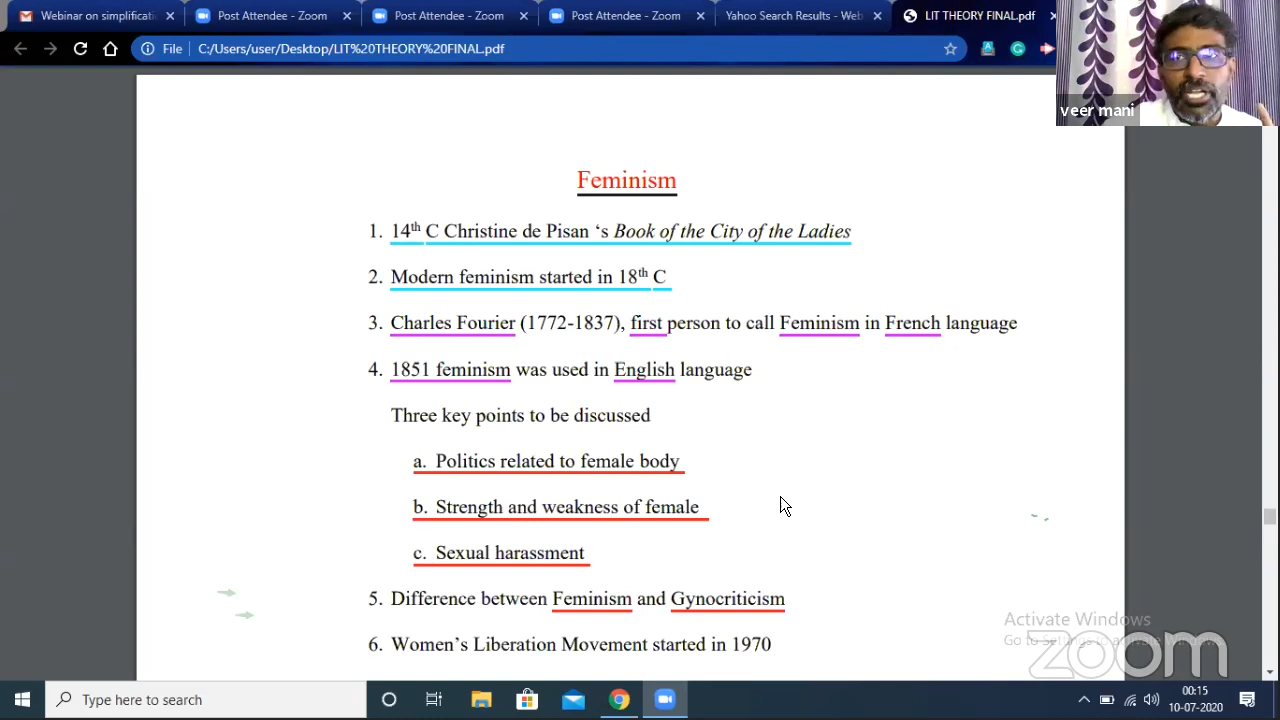 Webinar on simplificati
Post Attendee - Zoom
Post Attendee - Zoom
Post Attendee - Zoom
Yahoo Search Results - Web
LIT THEORY FINAL.pdf
File C:/Users/user/Desktop/LIT%20THEORY%20FINAL.pdf
veer mani
Feminism
1. 14th C Christine de Pisan ‘s Book of the City of the Ladies
2. Modern feminism started in 18th C
3. Charles Fourier (1772-1837), first person to call Feminism in French language
4. 1851 feminism was used in English language
Three key points to be discussed
a. Politics related to female body
b. Strength and weakness of female
c. Sexual harassment
5. Difference between Feminism and Gynocriticism
6. Women’s Liberation Movement started in 1970
Activate Windows
Go to Settings
zoom
Type here to search
00:15
10-07-2020